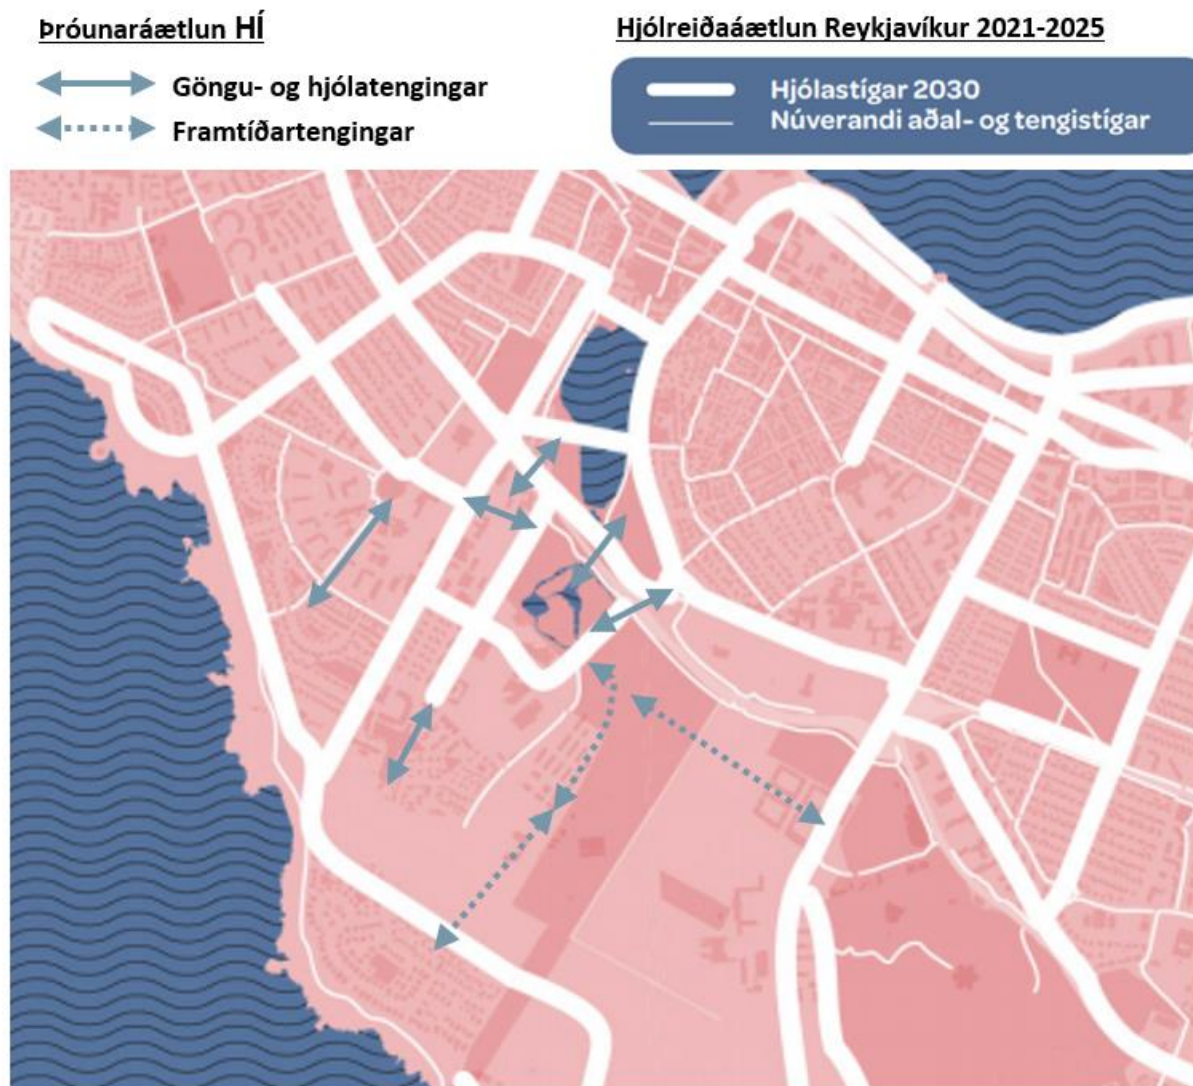 Þróunaráætlun HÍ
Göngu- og hjólatengingar
Framtíðartengingar
Hjólreiðaáætlun Reykjavíkur 2021-2025
Hjólastígar 2030
Núverandi aðal- og tengistígar